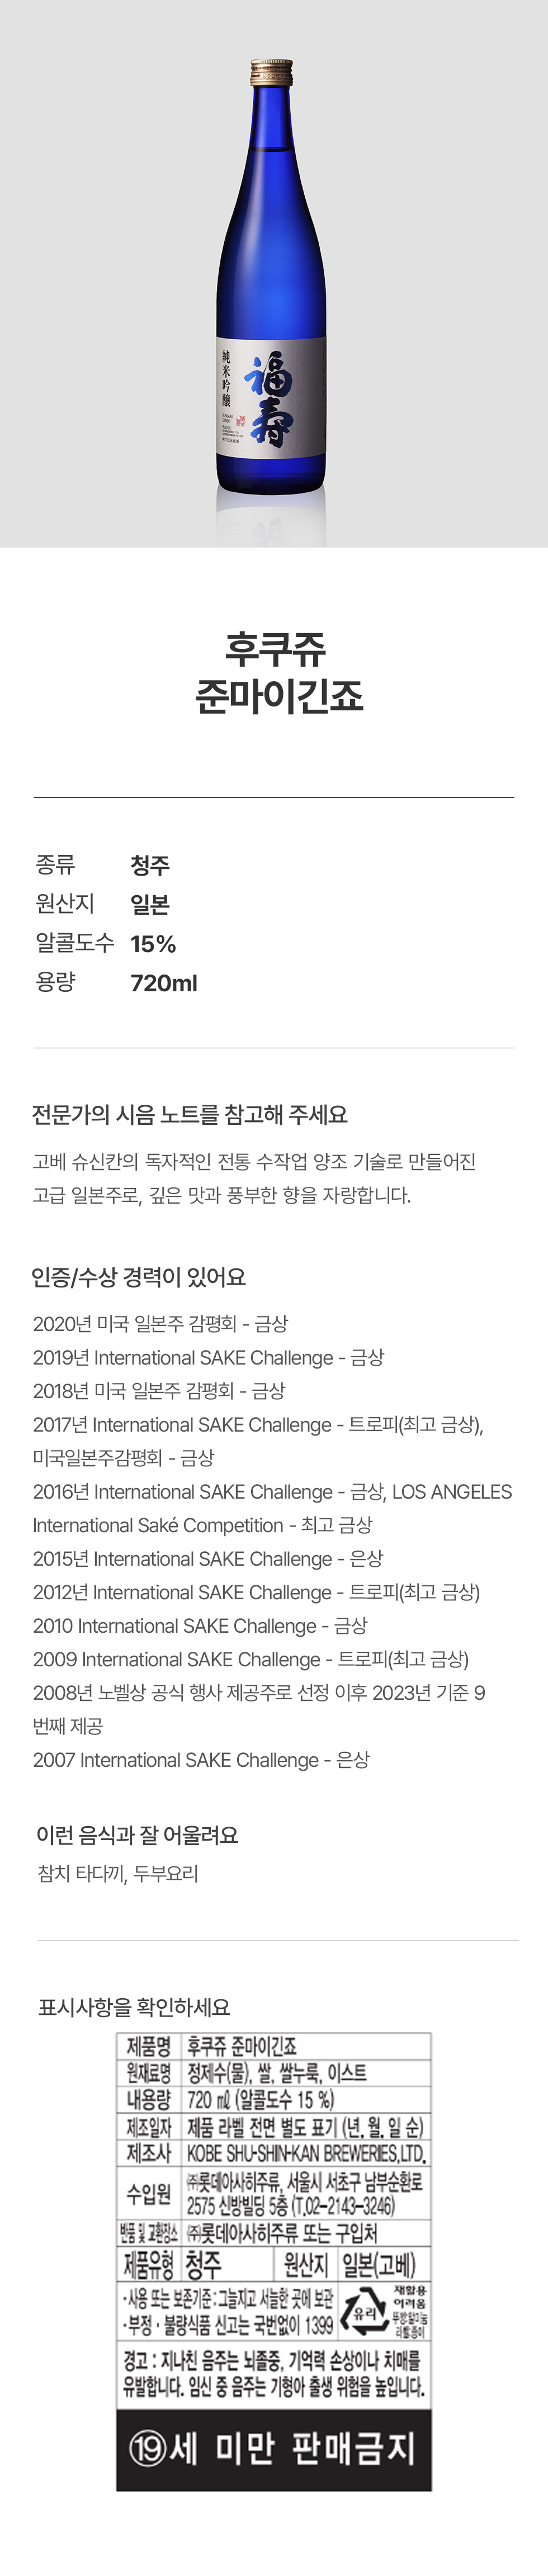 純米吟醸
福寿
후쿠쥬
준마이긴죠
종류 청주
원산지 일본
알콜도수 15%
용량 720ml
전문가의 시음 노트를 참고해 주세요
고베 슈신칸의 독자적인 전통 수작업 양조 기술로 만들어진
고급 일본주로, 깊은 맛과 풍부한 향을 자랑합니다.
인증/수상 경력이 있어요
2020년 미국 일본주 감평회 - 금상
2019년 International SAKE Challenge - 금상
2018년 미국 일본주 감평회 - 금상
2017년 International SAKE Challenge - 트로피(최고 금상),
미국일본주감평회 - 금상
2016년 International SAKE Challenge - 금상, LOS ANGELES
International Saké Competition - 최고 금상
2015년 International SAKE Challenge - 은상
2012년 International SAKE Challenge - 트로피(최고 금상)
2010 International SAKE Challenge - 금상
2009 International SAKE Challenge - 트로피(최고 금상)
2008년 노벨상 공식 행사 제공주로 선정 이후 2023년 기준 9
번째 제공
2007 International SAKE Challenge - 은상
이런 음식과 잘 어울려요
참치 타다끼, 두부요리
표시사항을 확인하세요
제품명 후쿠쥬 준마이긴죠
원재료명 정제수(물), 쌀, 쌀누룩, 이스트
내용량 720 ㎖ (알콜도수 15 %)
제조일자 제품 라벨 전면 별도 표기 (년, 월, 일 순)
제조사 KOBE SHU-SHIN-KAN BREWERIES,LTD.
수입원 ㈜롯데아사히주류, 서울시 서초구 남부순환로
2575 신방빌딩 5층 (T.02-2143-3246)
반품 및 교환장소 ㈜롯데아사히주류 또는 구입처
제품유형 청주 원산지 일본(고베)
·사용 또는 보존기준:그늘지고 서늘한 곳에 보관
·부정·불량식품 신고는 국번없이 1399
유리
재활용
어려움
뚜껑:알미늄
라벨:종이
경고 : 지나친 음주는 뇌졸중, 기억력 손상이나 치매를
유발합니다. 임신 중 음주는 기형아 출생 위험을 높입니다.
⑲세 미만 판매금지